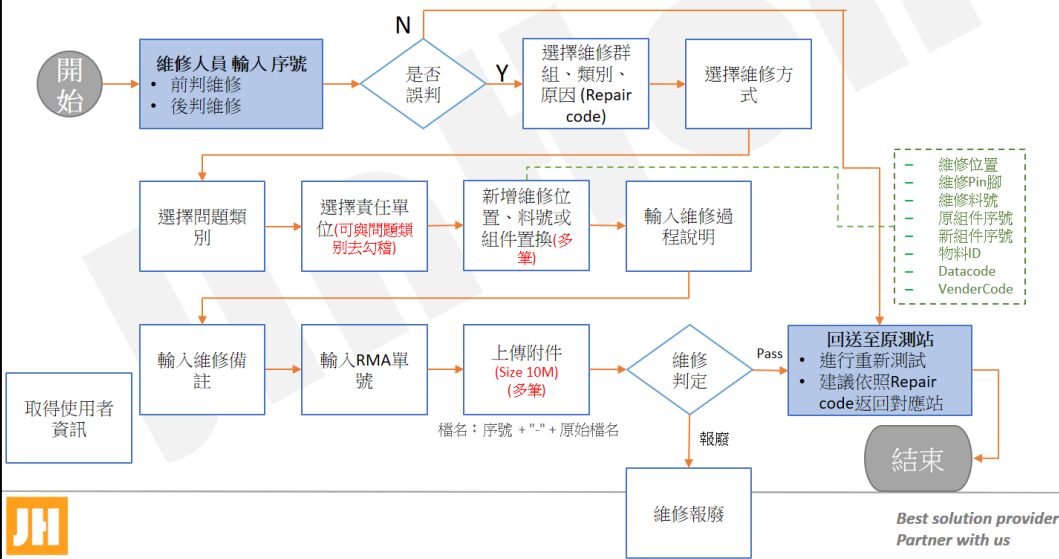 N
開
始
維修人員 輸入 序號
• 前判維修
• 後判維修
是否
誤判
Y
選擇維修群
組、類別、
原因 (Repair
code)
選擇維修方
式
選擇問題類
別
選擇責任單
位(可與問題類
別去勾稽)
新增維修位
置、料號或
組件置換(多
筆)
輸入維修過
程說明
– 維修位置
– 維修Pin腳
– 維修料號
– 原組件序號
– 新組件序號
– 物料ID
– Datacode
– VenderCode
輸入維修備
註
輸入RMA單
號
上傳附件
(Size 10M)
(多筆)
檔名：序號 + "-" + 原始檔名
維修
判定
Pass
回送至原測站
• 進行重新測試
• 建議依照Repair
code返回對應站
取得使用者
資訊
報廢
結束
維修報廢
JH
Best solution provider
Partner with us